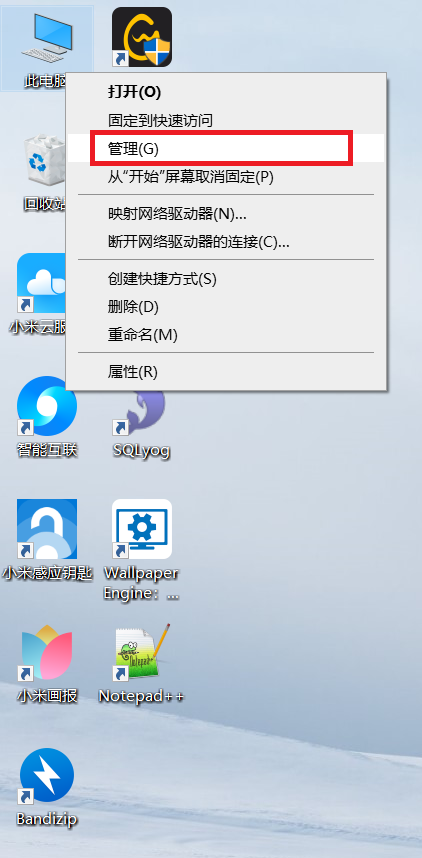 此电脑
打开(O)
固定到快速访问
管理(G)
从“开始”屏幕取消固定(P)
映射网络驱动器(N)...
断开网络驱动器的连接(C)...
创建快捷方式(S)
删除(D)
重命名(M)
属性(R)
回收站
小米云服
智能互联
SQLyog
小米感应钥匙
Wallpaper
Engine：...
小米画报
Notepad++
Bandizip